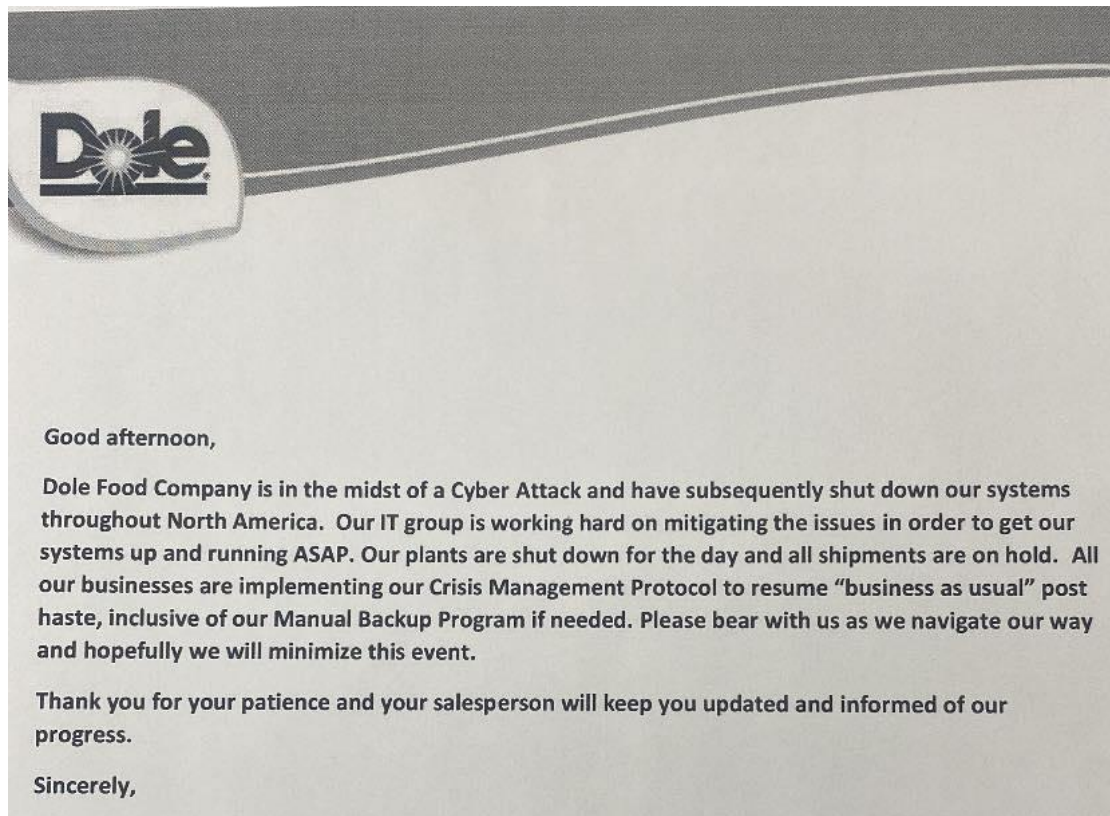 Dole
Good afternoon,
Dole Food Company is in the midst of a Cyber Attack and have subsequently shut down our systems
throughout North America.  Our IT group is working hard on mitigating the issues in order to get our
systems up and running ASAP. Our plants are shut down for the day and all shipments are on hold.  All
our businesses are implementing our Crisis Management Protocol to resume “business as usual” post
haste, inclusive of our Manual Backup Program if needed. Please bear with us as we navigate our way
and hopefully we will minimize this event.
Thank you for your patience and your salesperson will keep you updated and informed of our
progress.
Sincerely,